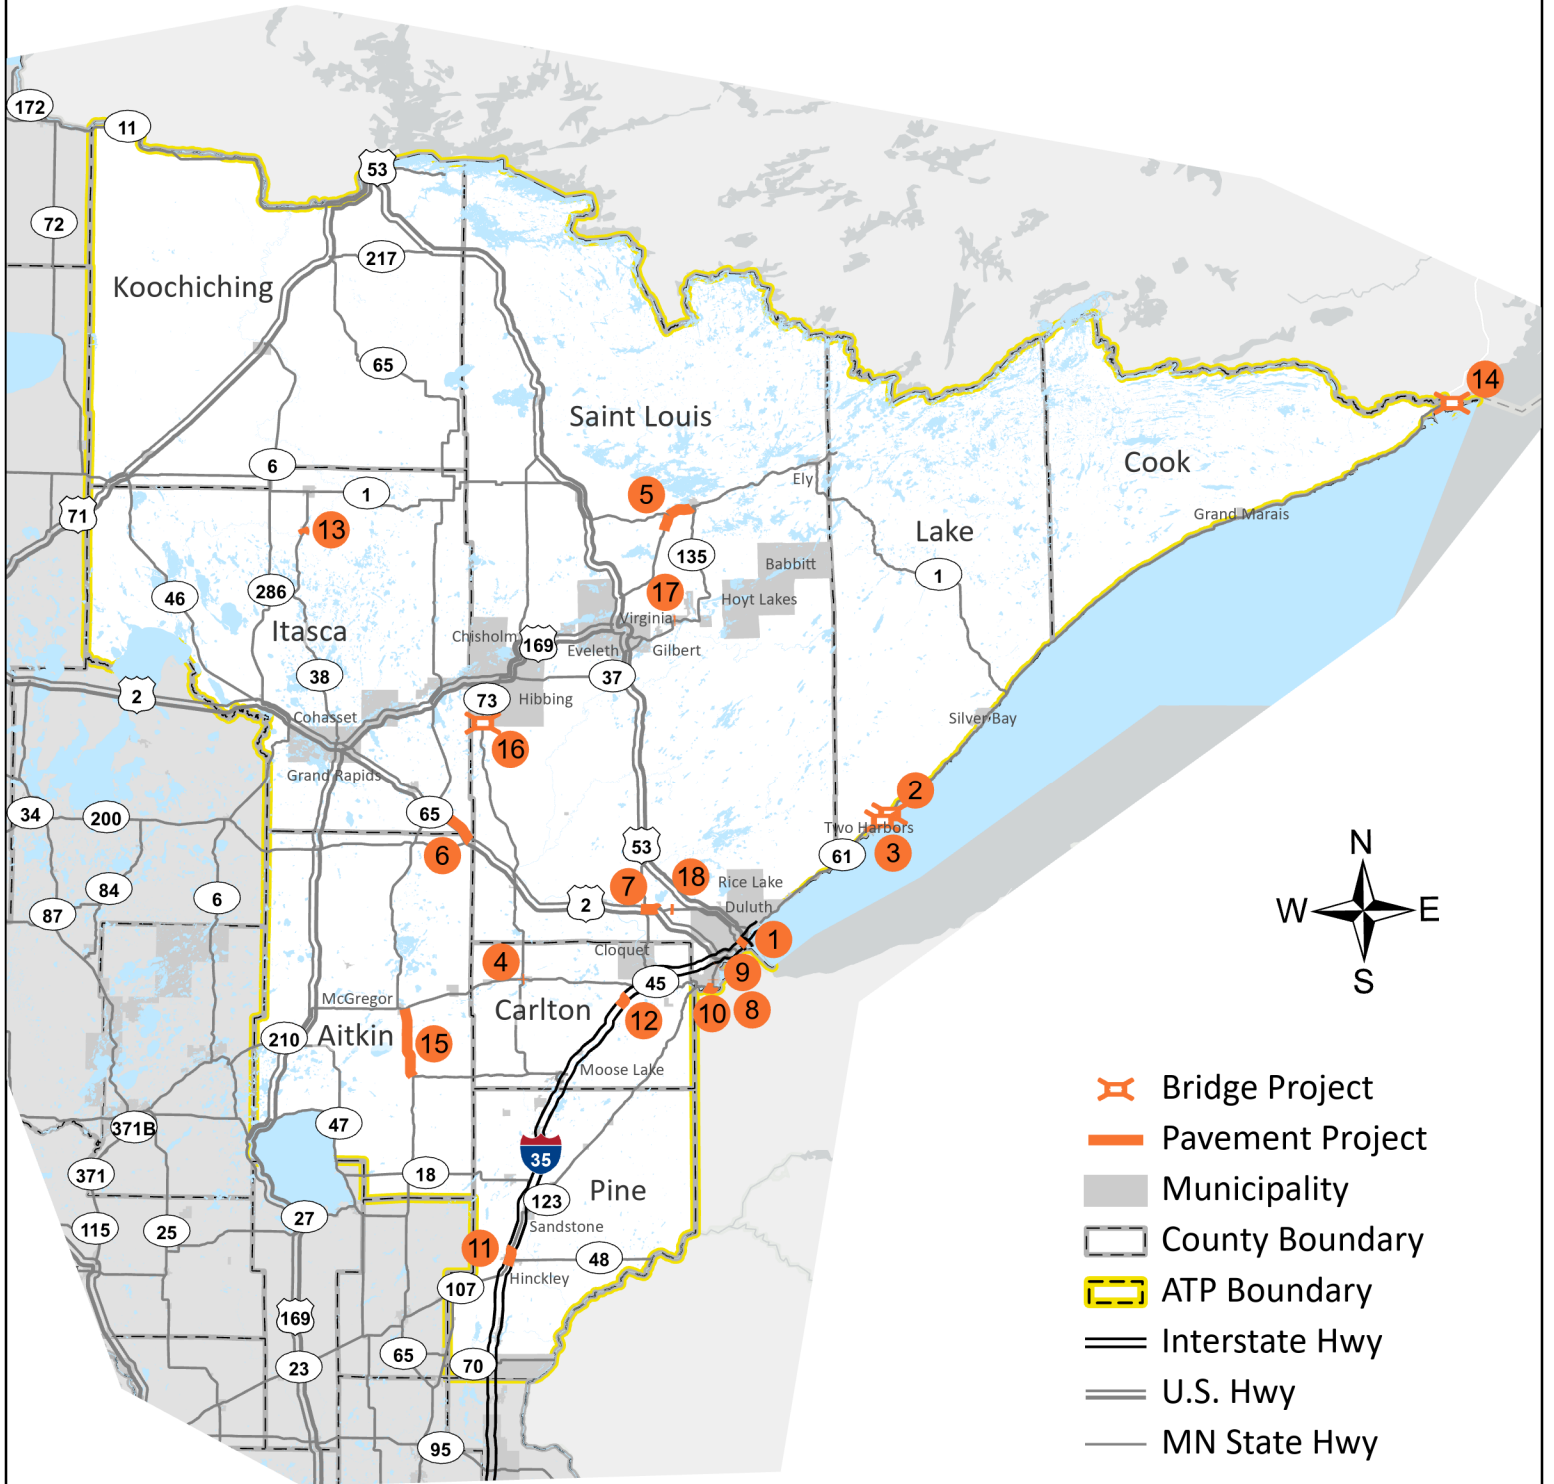 172
11
53
72
217
Koochiching
65
14
Saint Louis
6
Cook
1
Ely
5
71
Grand Marais
13
Lake
135
Babbitt
1
286
17
46
Hoyt Lakes
Virginia
Itasca
Chisholm
169
Eveleth
Gilbert
38
37
2
73
Hibbing
Cohasset
Silver Bay
16
Grand Rapids
2
34
200
65
Two Harbors
53
6
61
3
N
18
Rice Lake
84
7
6
2
Duluth
87
W
E
1
Cloquet
4
9
45
S
McGregor
Carlton
10
8
12
210
Aitkin
15
Moose Lake
Bridge Project
47
371B
Pavement Project
35
371
18
Pine
Municipality
123
27
Sandstone
115
25
County Boundary
11
48
Hinckley
107
ATP Boundary
169
Interstate Hwy
65
23
70
U.S. Hwy
95
MN State Hwy